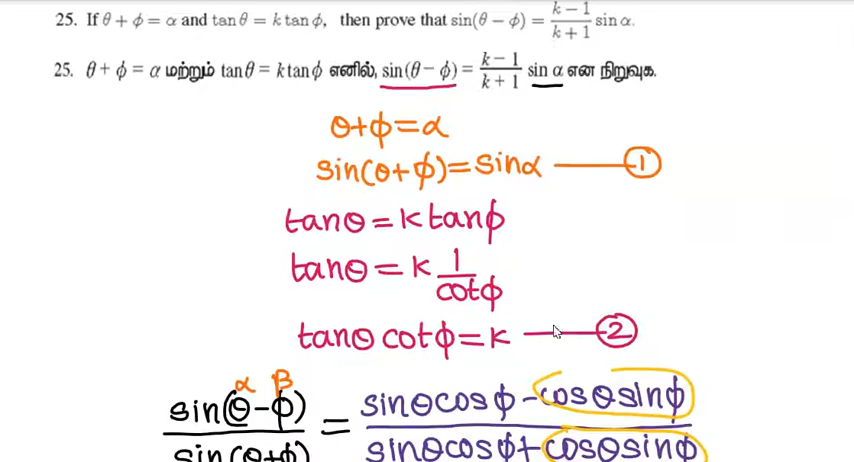 25. If θ + ϕ = α and tan θ = k tan ϕ, then prove that sin(θ − ϕ) = (k − 1)/(k + 1) sin α.
25. θ + ϕ = α மற்றும் tan θ = k tan ϕ எனில், sin(θ − ϕ) = (k − 1)/(k + 1) sin α என நிறுவுக.
θ+ϕ=α
sin(θ+ϕ)=sinα ——①
tanθ=k tanϕ
tanθ=k 1/cotϕ
tanθ cotϕ=k ——②
α β
sin(θ-ϕ)/sin(θ+ϕ) = sinθcosϕ-cosθsinϕ/sinθcosϕ+cosθsinϕ